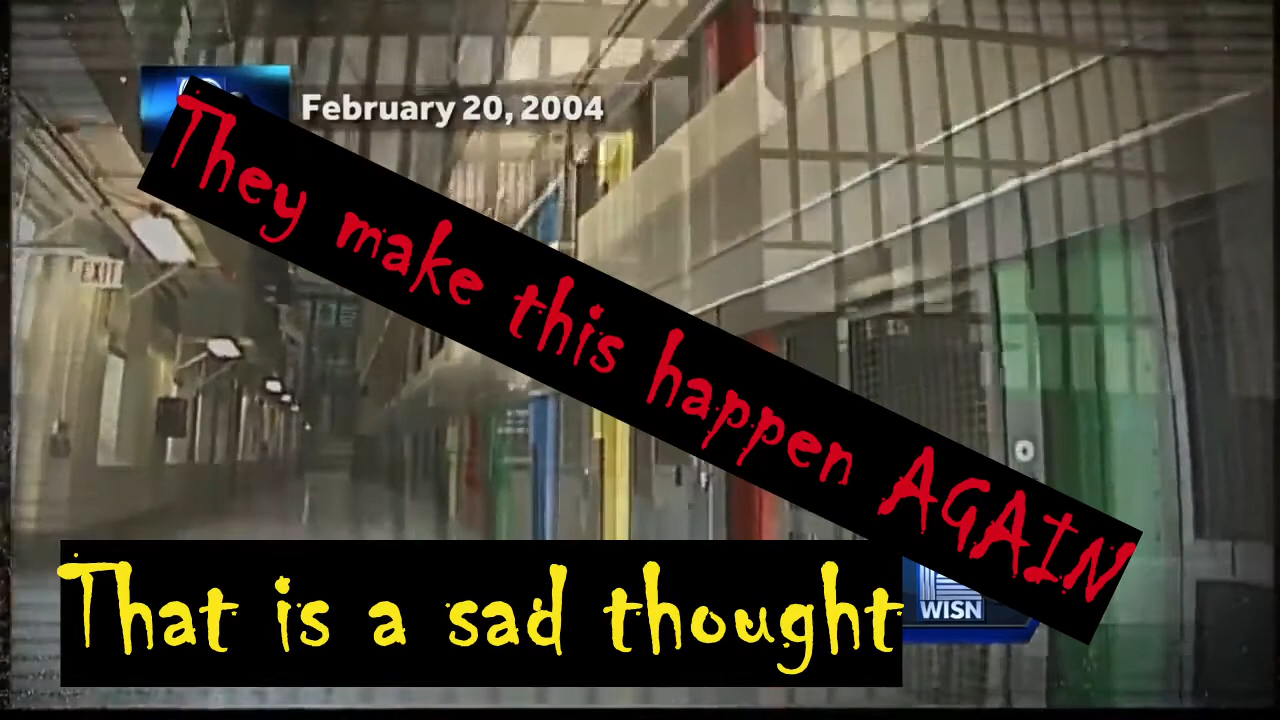 February 20, 2004
They make this happen AGAIN
EXIT
WISN
That is a sad thought